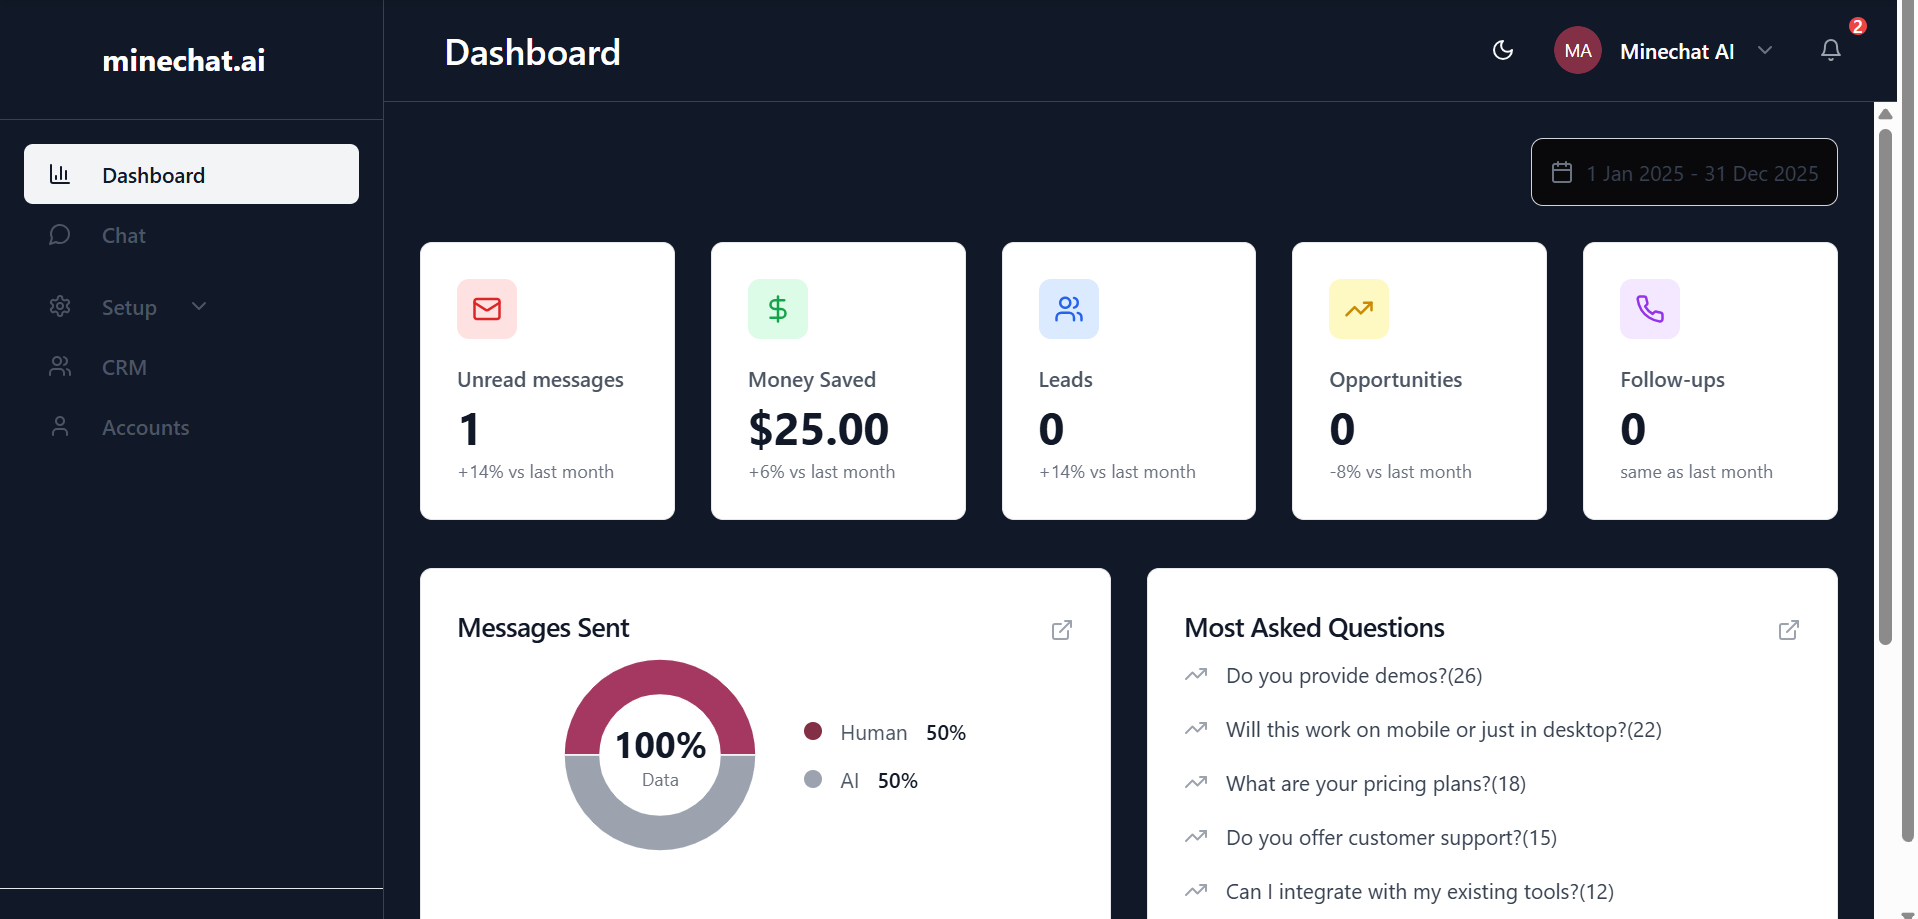 minechat.ai
Dashboard
MA
Minechat AI
2
Dashboard
Chat
Setup
CRM
Accounts
1 Jan 2025 - 31 Dec 2025
Unread messages
1
+14% vs last month
Money Saved
$25.00
+6% vs last month
Leads
0
+14% vs last month
Opportunities
0
-8% vs last month
Follow-ups
0
same as last month
Messages Sent
100%
Data
Human 50%
AI 50%
Most Asked Questions
Do you provide demos?(26)
Will this work on mobile or just in desktop?(22)
What are your pricing plans?(18)
Do you offer customer support?(15)
Can I integrate with my existing tools?(12)